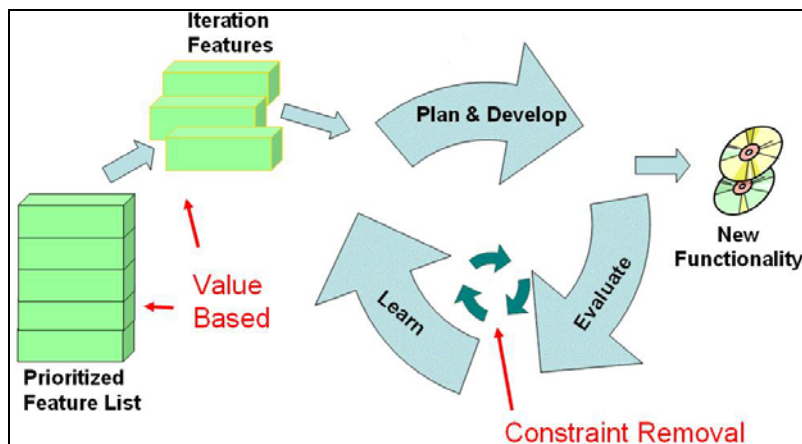 Iteration
Features
Plan & Develop
New
Functionality
Evaluate
Learn
Value
Based
Prioritized
Feature List
Constraint Removal